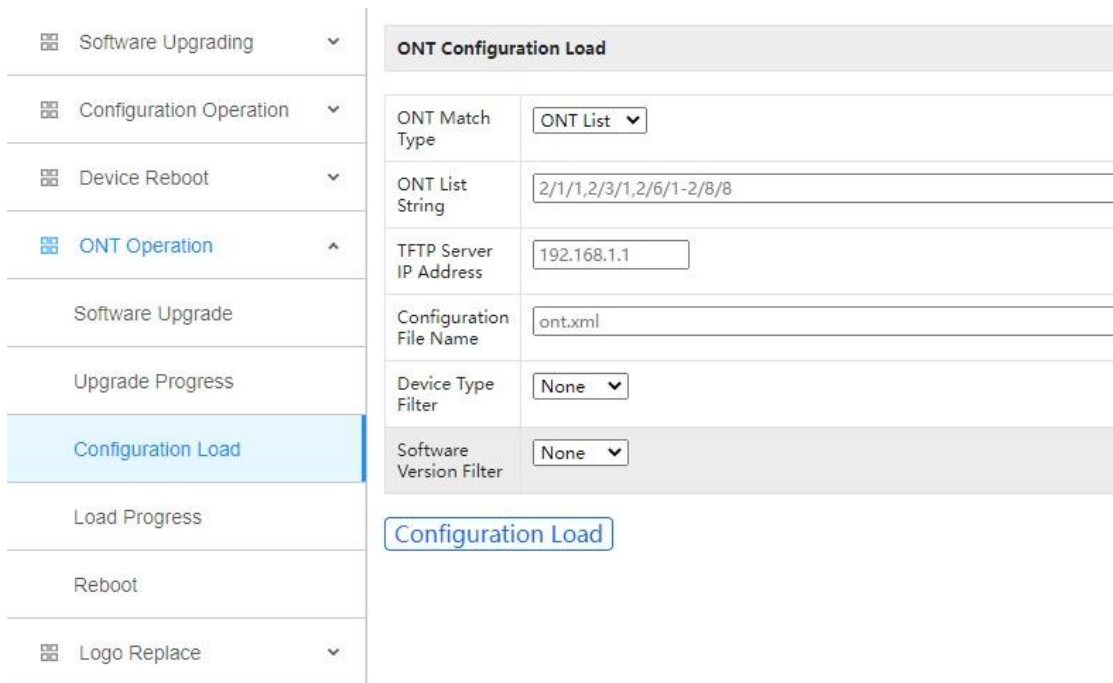 Software Upgrading
Configuration Operation
Device Reboot
ONT Operation
Software Upgrade
Upgrade Progress
Configuration Load
Load Progress
Reboot
Logo Replace
ONT Configuration Load
ONT Match
Type
ONT List
ONT List
String
2/1/1,2/3/1,2/6/1-2/8/8
TFTP Server
IP Address
192.168.1.1
Configuration
File Name
ont.xml
Device Type
Filter
None
Software
Version Filter
None
Configuration Load